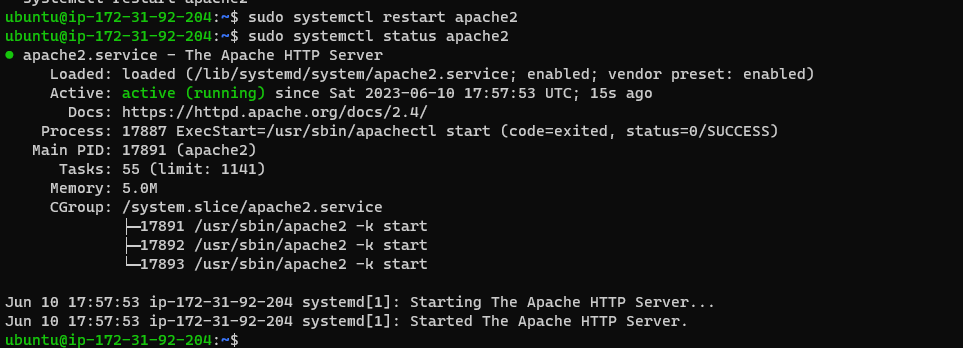 systemctl restart apache2
ubuntu@ip-172-31-92-204:~$ sudo systemctl restart apache2
ubuntu@ip-172-31-92-204:~$ sudo systemctl status apache2
● apache2.service - The Apache HTTP Server
     Loaded: loaded (/lib/systemd/system/apache2.service; enabled; vendor preset: enabled)
     Active: active (running) since Sat 2023-06-10 17:57:53 UTC; 15s ago
       Docs: https://httpd.apache.org/docs/2.4/
    Process: 17887 ExecStart=/usr/sbin/apachectl start (code=exited, status=0/SUCCESS)
   Main PID: 17891 (apache2)
      Tasks: 55 (limit: 1141)
     Memory: 5.0M
     CGroup: /system.slice/apache2.service
             ├─17891 /usr/sbin/apache2 -k start
             ├─17892 /usr/sbin/apache2 -k start
             └─17893 /usr/sbin/apache2 -k start

Jun 10 17:57:53 ip-172-31-92-204 systemd[1]: Starting The Apache HTTP Server...
Jun 10 17:57:53 ip-172-31-92-204 systemd[1]: Started The Apache HTTP Server.
ubuntu@ip-172-31-92-204:~$